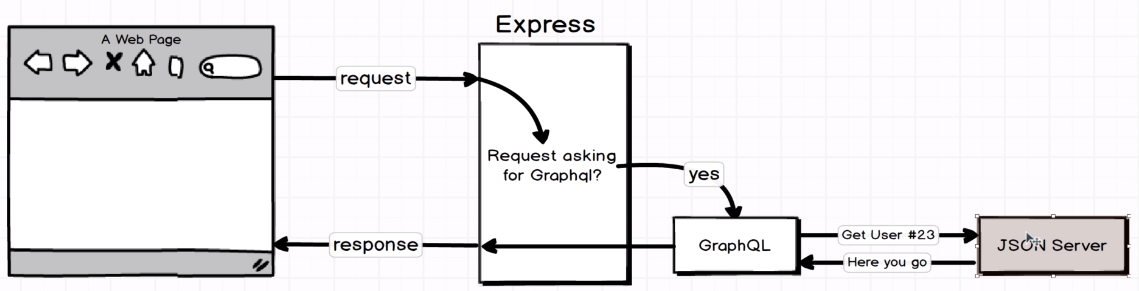 Express
A Web Page
request
Request asking
for Graphql?
yes
response
GraphQL
Get User #23
Here you go
JSON Server